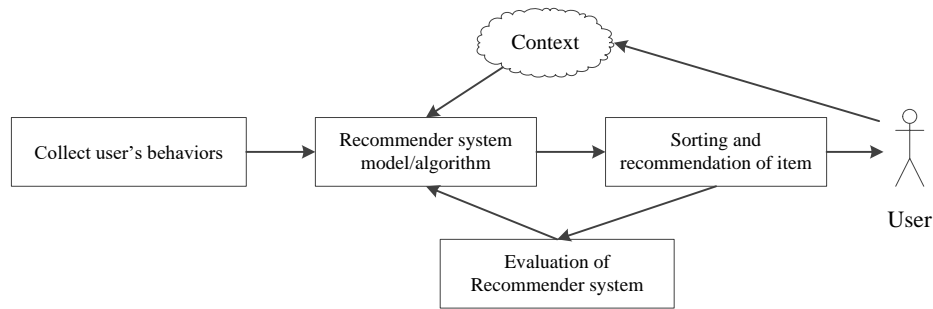 Context
Collect user’s behaviors
Recommender system
model/algorithm
Sorting and
recommendation of item
User
Evaluation of
Recommender system